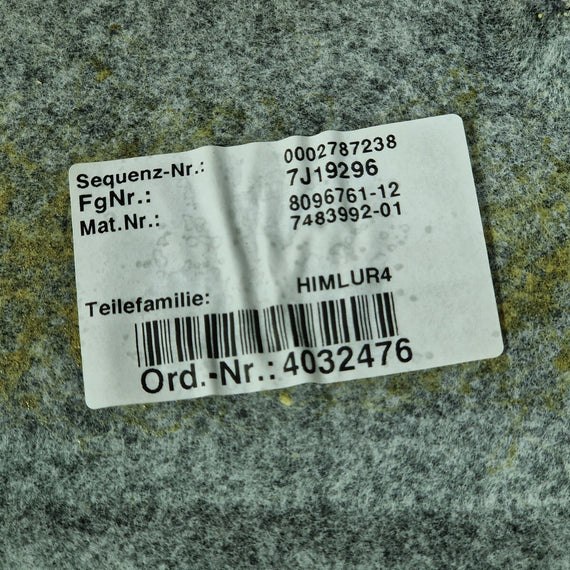 Sequenz-Nr.: 0002787238
FgNr.: 7J19296
Mat.Nr.: 8096761-12
7483992-01
Teilefamilie: HIMLUR4
Ord.-Nr.: 4032476